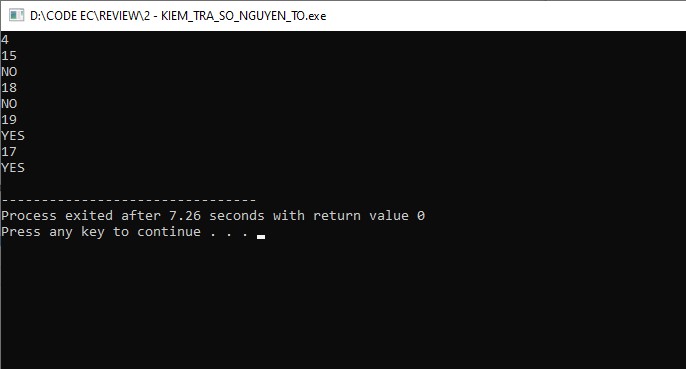 D:\CODE EC\REVIEW\2 - KIEM_TRA_SO_NGUYEN_TO.exe
4
15
NO
18
NO
19
YES
17
YES
--------------------------------
Process exited after 7.26 seconds with return value 0
Press any key to continue . . .